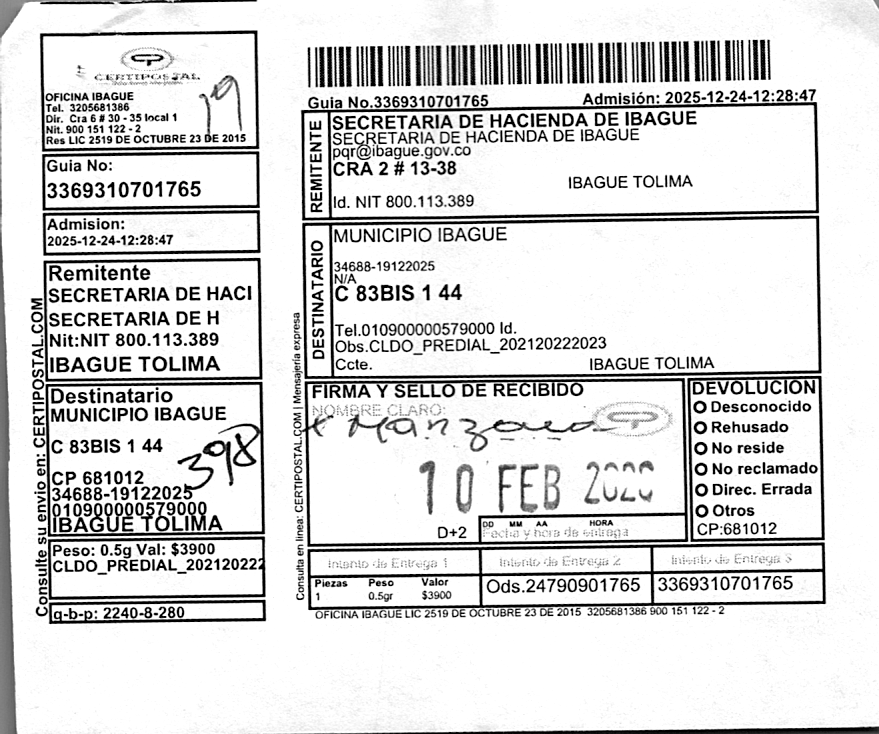 CERTIPOSTAL
OFICINA IBAGUE
Tel. 3205681386
Dir. Cra 6 # 30 - 35 local 1
Nit. 900 151 122 - 2
Res LIC 2519 DE OCTUBRE 23 DE 2015
19
Guia No:
3369310701765
Admision:
2025-12-24-12:28:47
Remitente
SECRETARIA DE HACI
SECRETARIA DE H
Nit:NIT 800.113.389
IBAGUE TOLIMA
Destinatario
MUNICIPIO IBAGUE
C 83BIS 1 44
398
CP 681012
34688-19122025
010900000579000
IBAGUE TOLIMA
Peso: 0.5g Val: $3900
CLDO_PREDIAL_202120222
q-b-p: 2240-8-280
Consulte su envio en: CERTIPOSTAL.COM
Guia No.3369310701765 Admisión: 2025-12-24-12:28:47
REMITENTE
SECRETARIA DE HACIENDA DE IBAGUE
SECRETARIA DE HACIENDA DE IBAGUE
pqr@ibague.gov.co
CRA 2 # 13-38
IBAGUE TOLIMA
Id. NIT 800.113.389
DESTINATARIO
MUNICIPIO IBAGUE
34688-19122025
N/A
C 83BIS 1 44
Tel.010900000579000 Id.
Obs.CLDO_PREDIAL_202120222023
Ccte. IBAGUE TOLIMA
Consulta en linea: CERTIPOSTAL.COM | Mensajería expresa
FIRMA Y SELLO DE RECIBIDO
NOMBRE CLARO:
Manzana
10 FEB
D+2
DD MM AA HORA
Fecha y hora de entrega
DEVOLUCION
Desconocido
Rehusado
No reside
No reclamado
Direc. Errada
Otros
CP:681012
Intento de Entrega 1 Intento de Entrega 2 Intento de Entrega 3
Piezas Peso Valor
1 0.5gr $3900
Ods.24790901765 3369310701765
OFICINA IBAGUE LIC 2519 DE OCTUBRE 23 DE 2015 3205681386 900 151 122 - 2